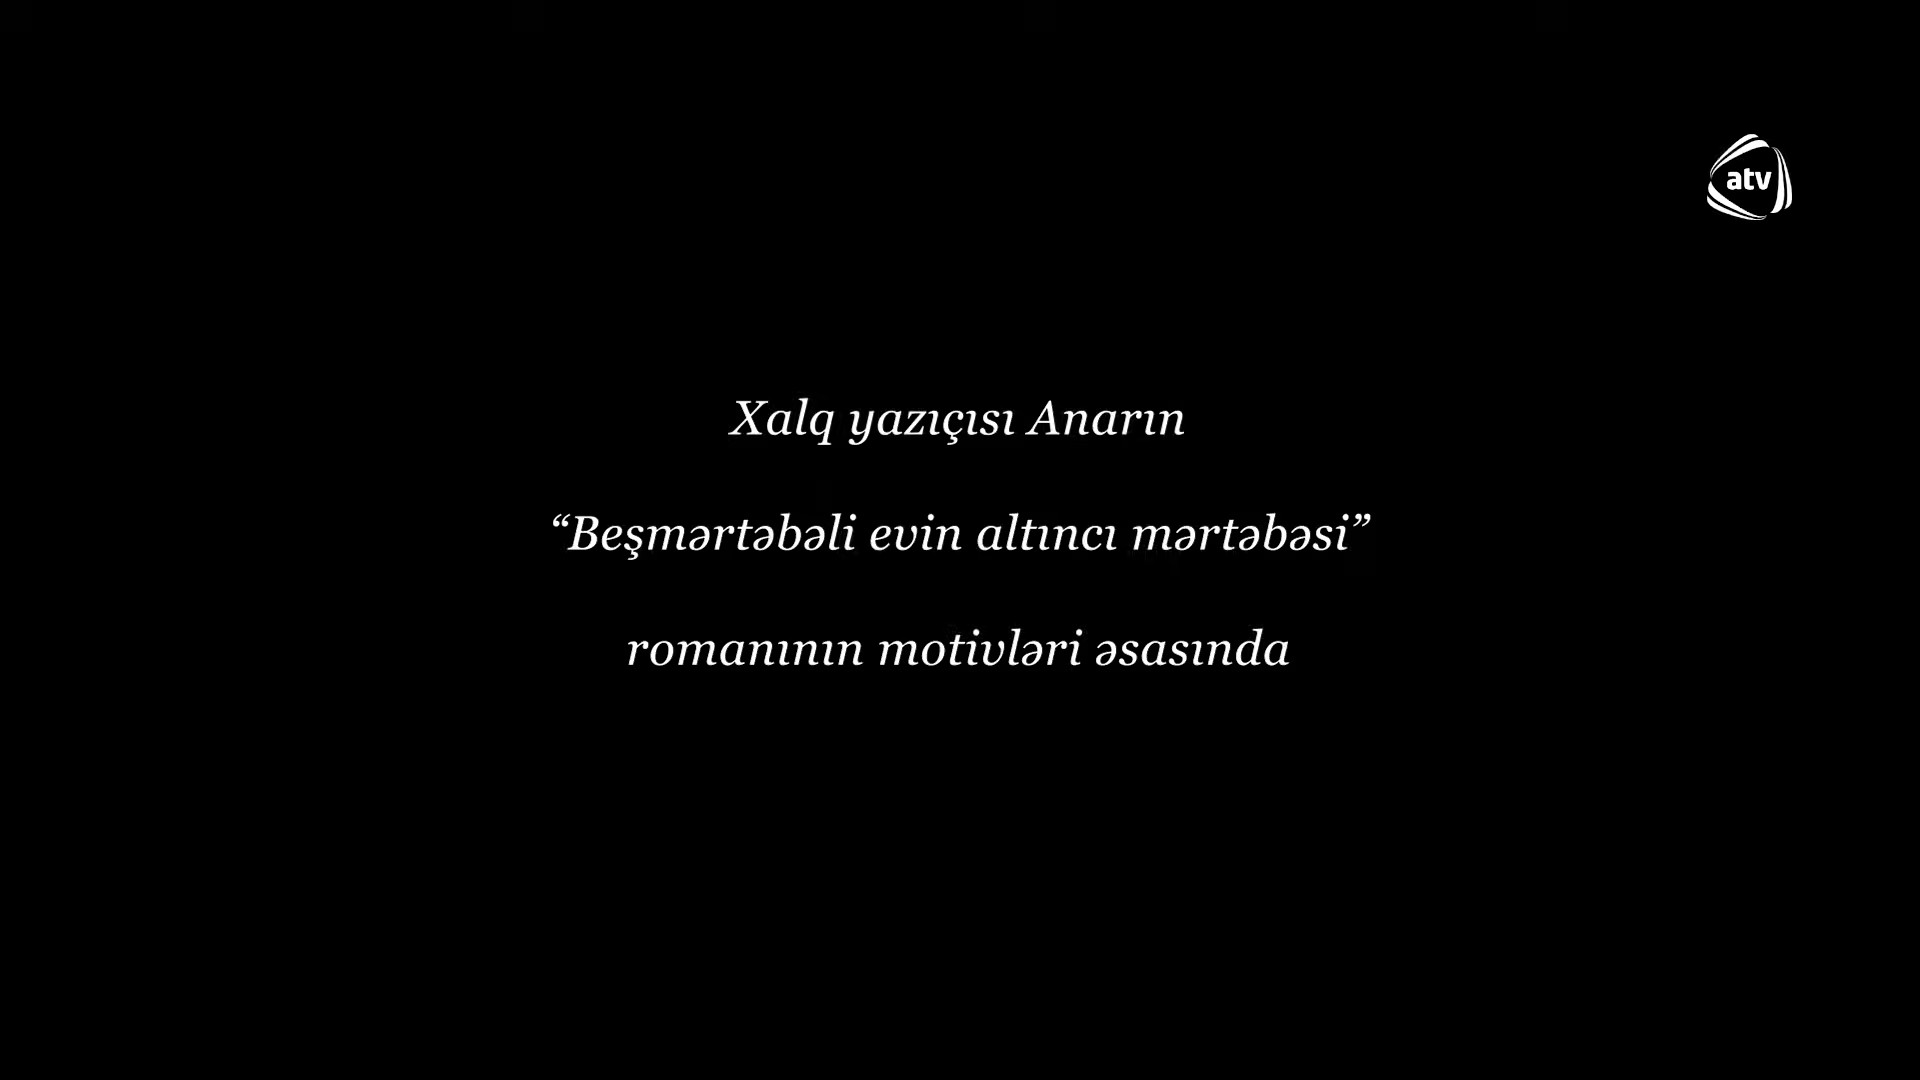 atv
Xalq yazıçısı Anarın
“Beşmərtəbəli evin altıncı mərtəbəsi”
romanının motivləri əsasında